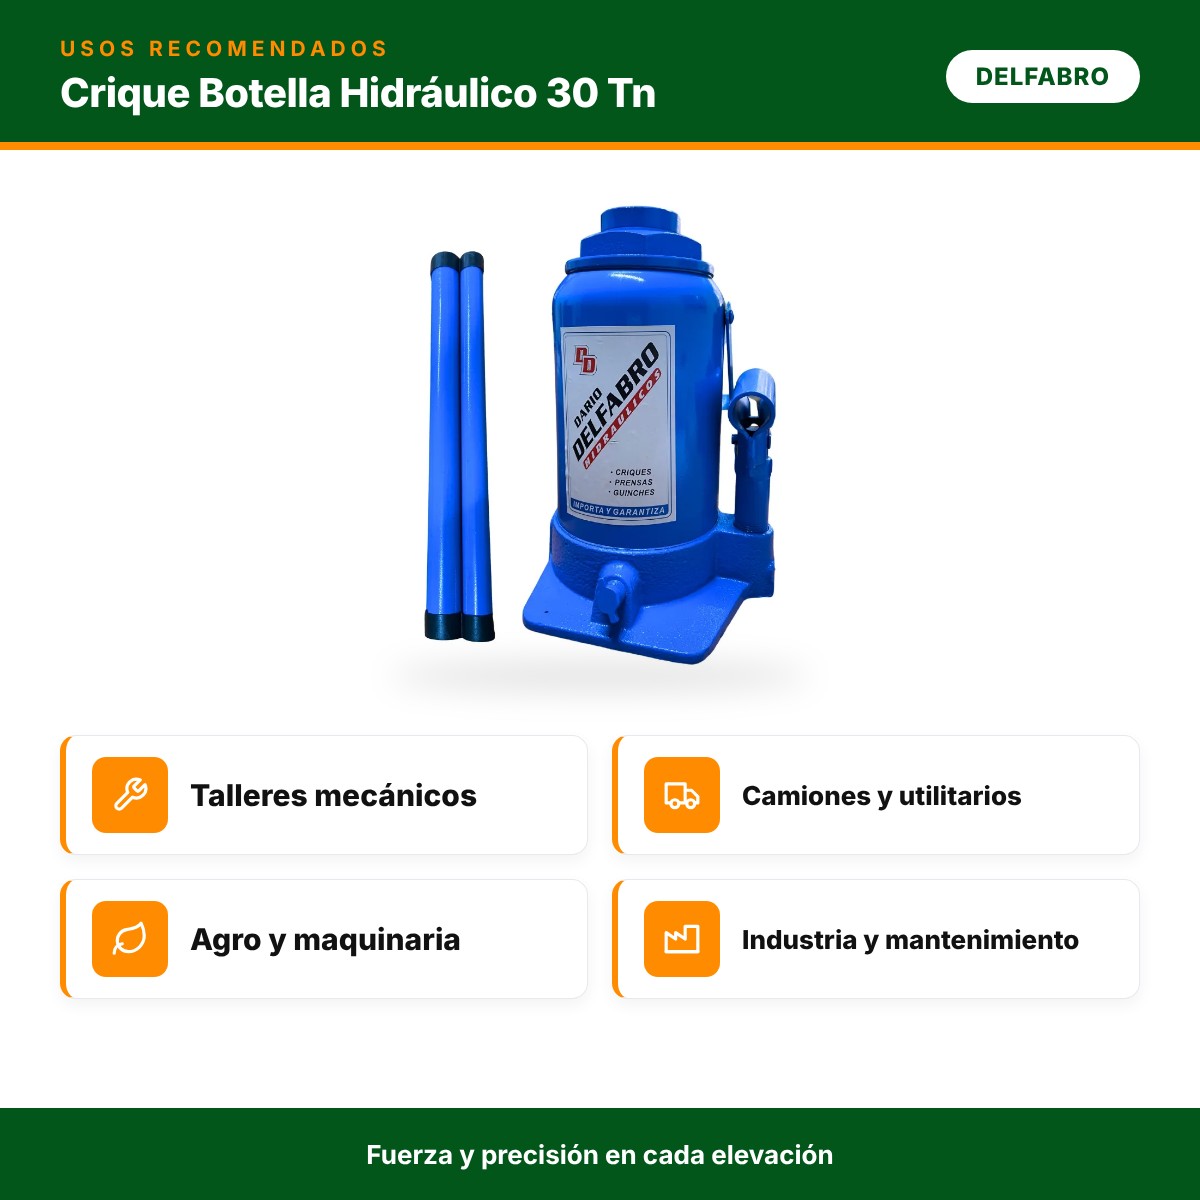 USOS RECOMENDADOS
Crique Botella Hidráulico 30 Tn
DELFABRO
DD
DARIO
DELFABRO
HIDRAULICOS
· CRIQUES
· PRENSAS
· GUINCHES
IMPORTA Y GARANTIZA
Talleres mecánicos
Camiones y utilitarios
Agro y maquinaria
Industria y mantenimiento
Fuerza y precisión en cada elevación